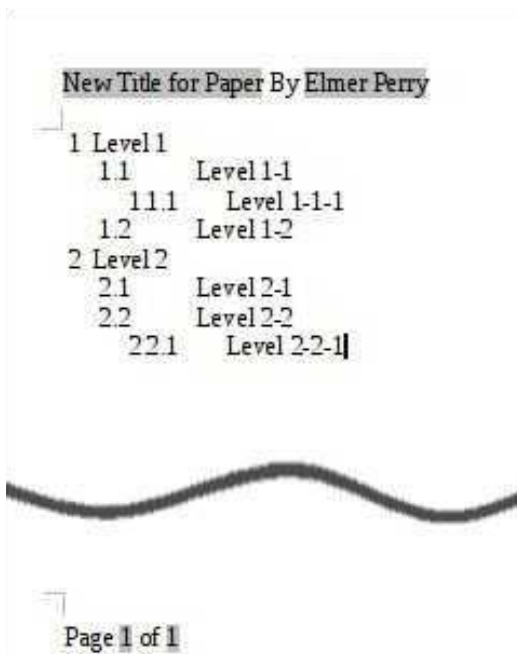 New Title for Paper By Elmer Perry
1 Level 1
1.1 Level 1-1
1.1.1 Level 1-1-1
1.2 Level 1-2
2 Level 2
2.1 Level 2-1
2.2 Level 2-2
2.2.1 Level 2-2-1
Page 1 of 1